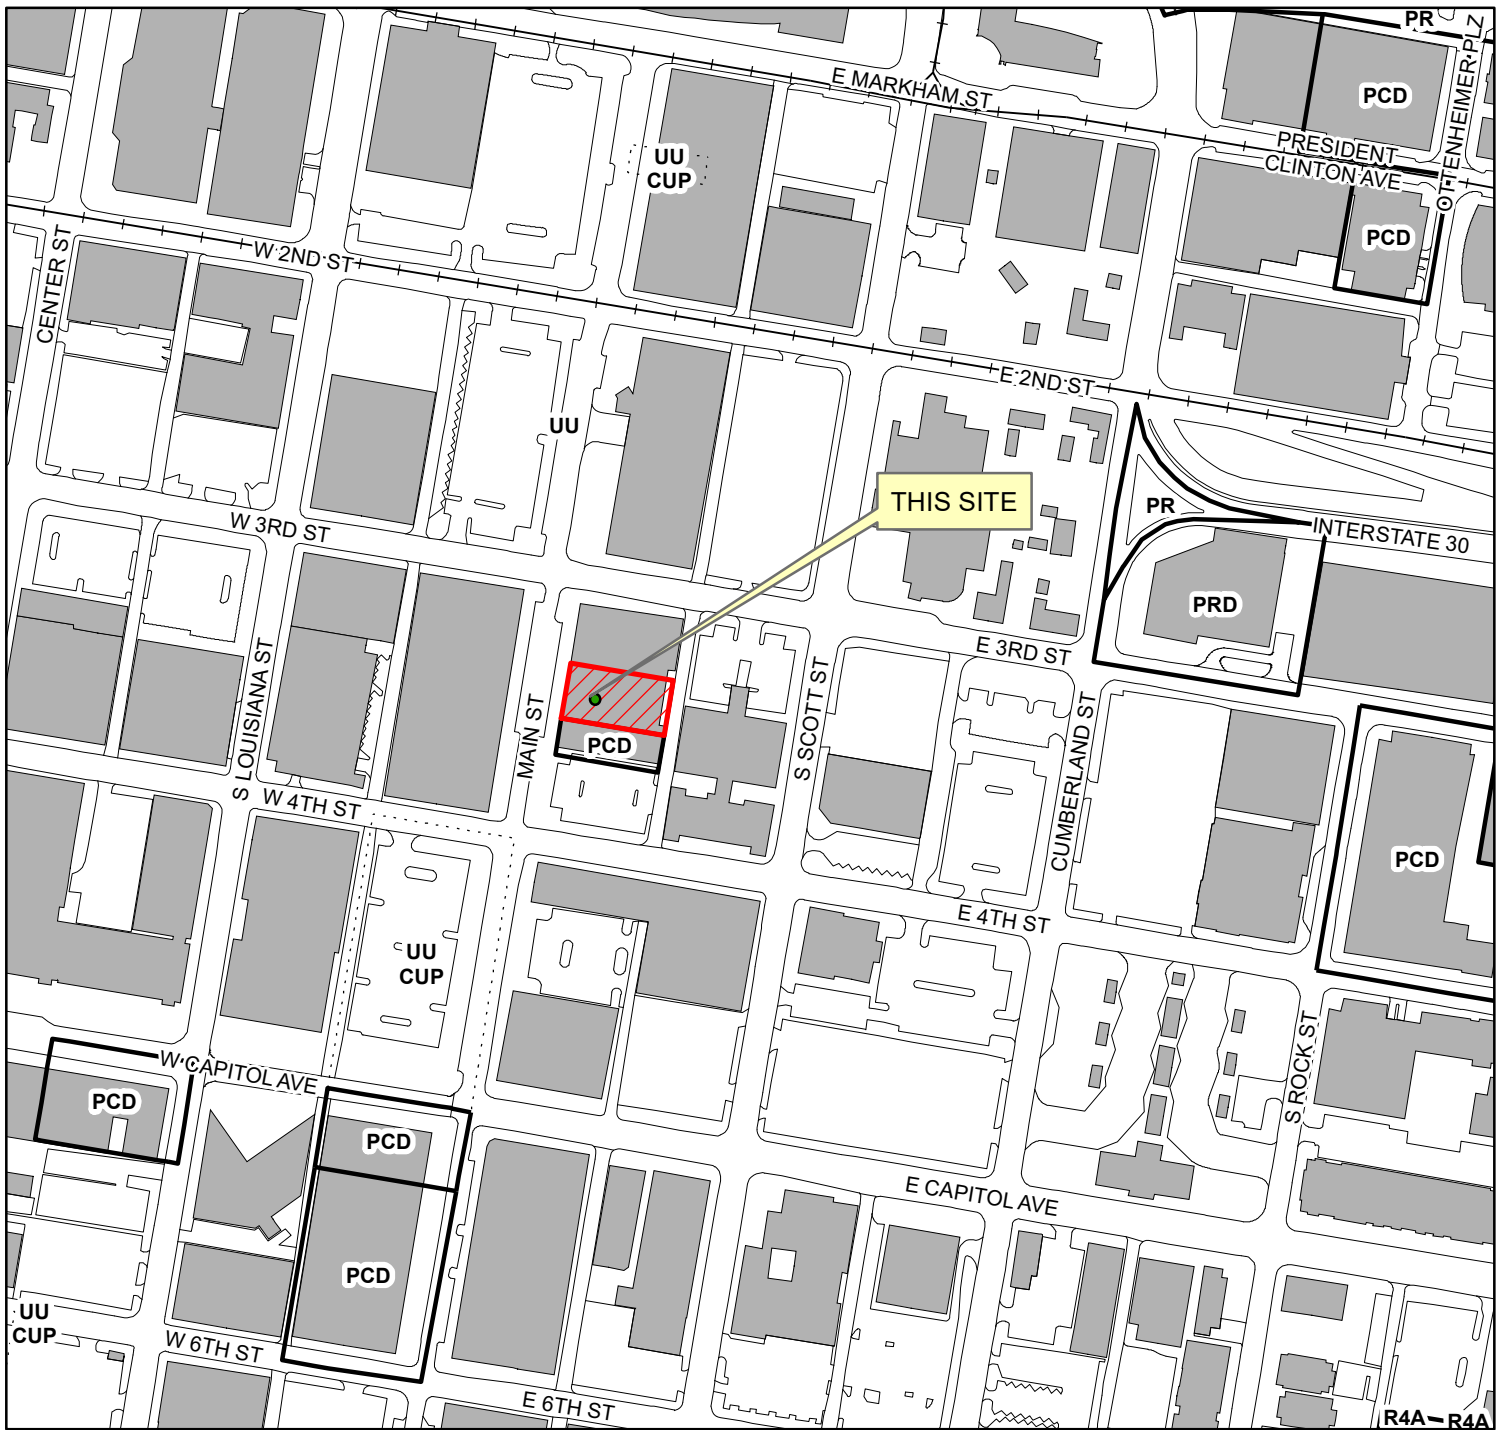 PR
OTTENHEIMER PLZ
E MARKHAM ST
PCD
PRESIDENT
CLINTON AVE
UU
CUP
PCD
CENTER ST
W 2ND ST
E 2ND ST
UU
THIS SITE
PR
INTERSTATE 30
W 3RD ST
PRD
E 3RD ST
S LOUISIANA ST
MAIN ST
PCD
S SCOTT ST
CUMBERLAND ST
W 4TH ST
PCD
E 4TH ST
UU
CUP
S ROCK ST
W CAPITOL AVE
PCD
PCD
E CAPITOL AVE
PCD
UU
CUP
W 6TH ST
E 6TH ST
R4A
R4A